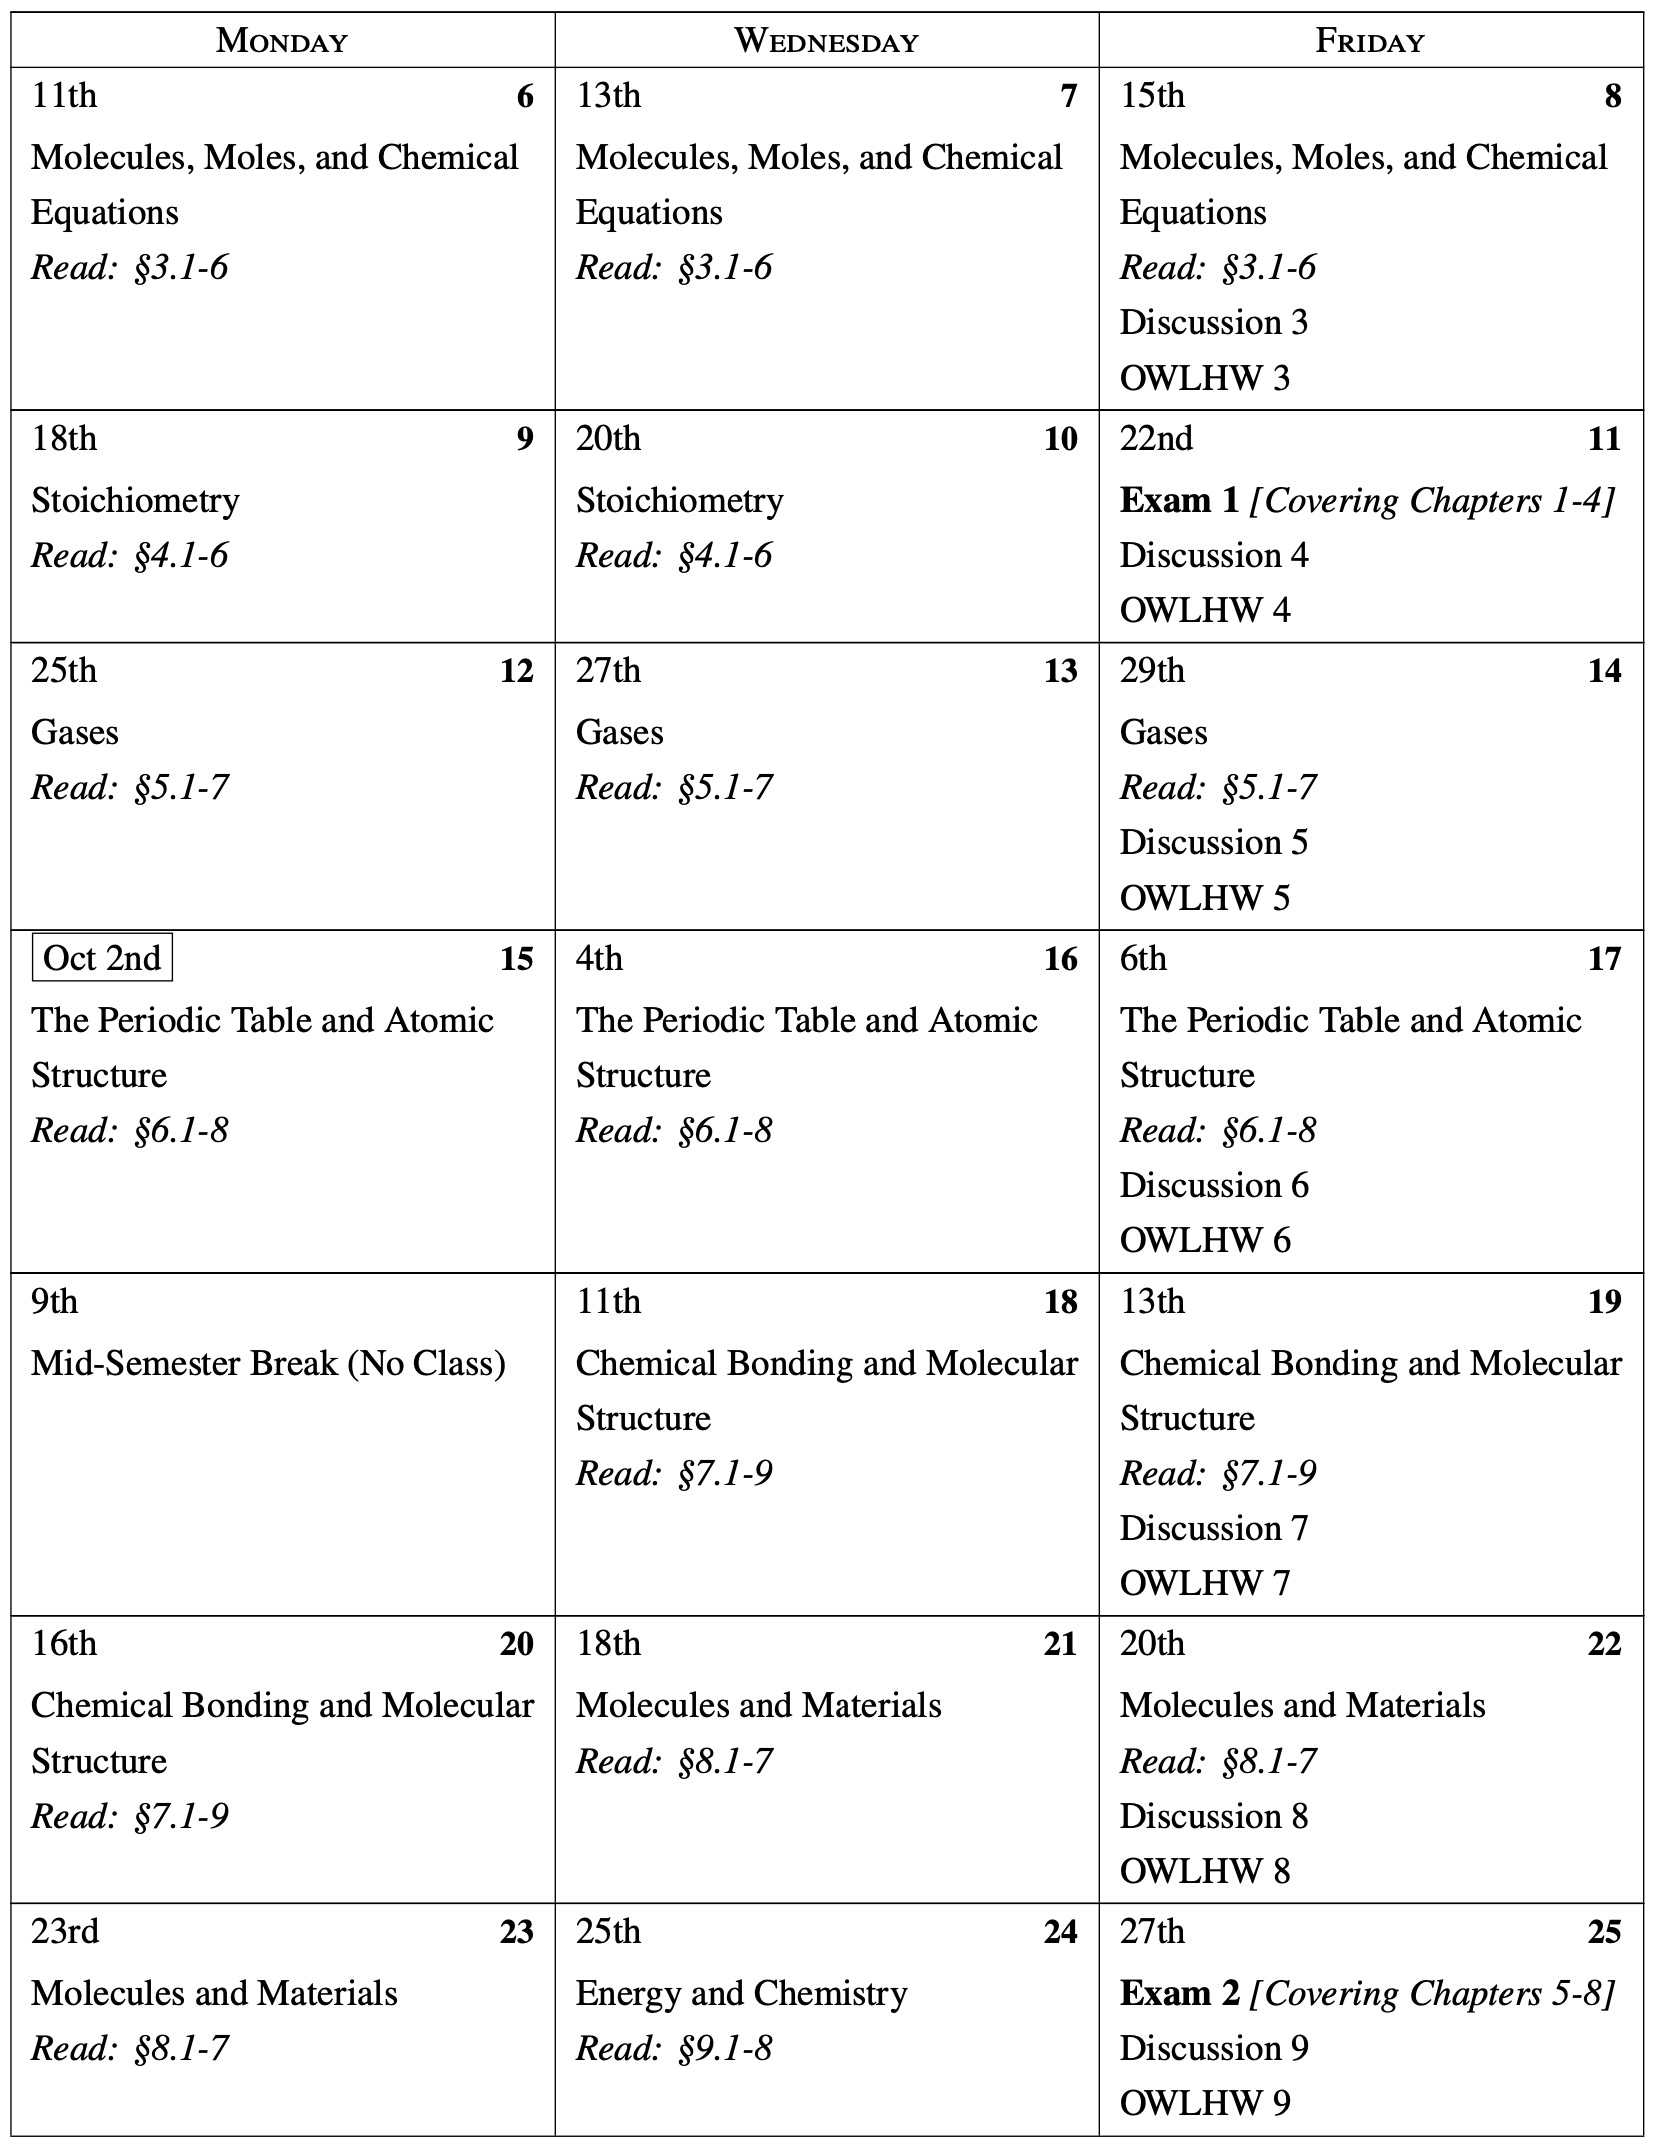 Monday Wednesday Friday
11th 6 13th 7 15th 8
Molecules, Moles, and Chemical Molecules, Moles, and Chemical Molecules, Moles, and Chemical
Equations Equations Equations
Read: §3.1-6 Read: §3.1-6 Read: §3.1-6
Discussion 3
OWLHW 3
18th 9 20th 10 22nd 11
Stoichiometry Stoichiometry Exam 1 [Covering Chapters 1-4]
Read: §4.1-6 Read: §4.1-6 Discussion 4
OWLHW 4
25th 12 27th 13 29th 14
Gases Gases Gases
Read: §5.1-7 Read: §5.1-7 Read: §5.1-7
Discussion 5
OWLHW 5
Oct 2nd 15 4th 16 6th 17
The Periodic Table and Atomic The Periodic Table and Atomic The Periodic Table and Atomic
Structure Structure Structure
Read: §6.1-8 Read: §6.1-8 Read: §6.1-8
Discussion 6
OWLHW 6
9th 11th 18 13th 19
Mid-Semester Break (No Class) Chemical Bonding and Molecular Chemical Bonding and Molecular
Structure Structure
Read: §7.1-9 Read: §7.1-9
Discussion 7
OWLHW 7
16th 20 18th 21 20th 22
Chemical Bonding and Molecular Molecules and Materials Molecules and Materials
Structure Read: §8.1-7 Read: §8.1-7
Read: §7.1-9 Discussion 8
OWLHW 8
23rd 23 25th 24 27th 25
Molecules and Materials Energy and Chemistry Exam 2 [Covering Chapters 5-8]
Read: §8.1-7 Read: §9.1-8 Discussion 9
OWLHW 9